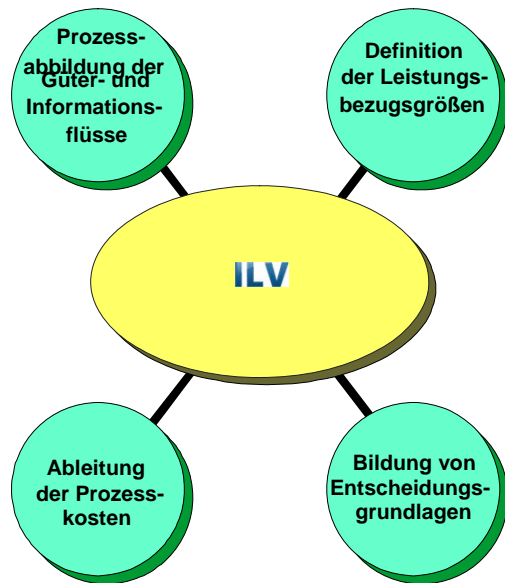 Prozess-
abbildung der
Güter- und
Informations-
flüsse
Definition
der Leistungs-
bezugsgrößen
ILV
Ableitung
der Prozess-
kosten
Bildung von
Entscheidungs-
grundlagen